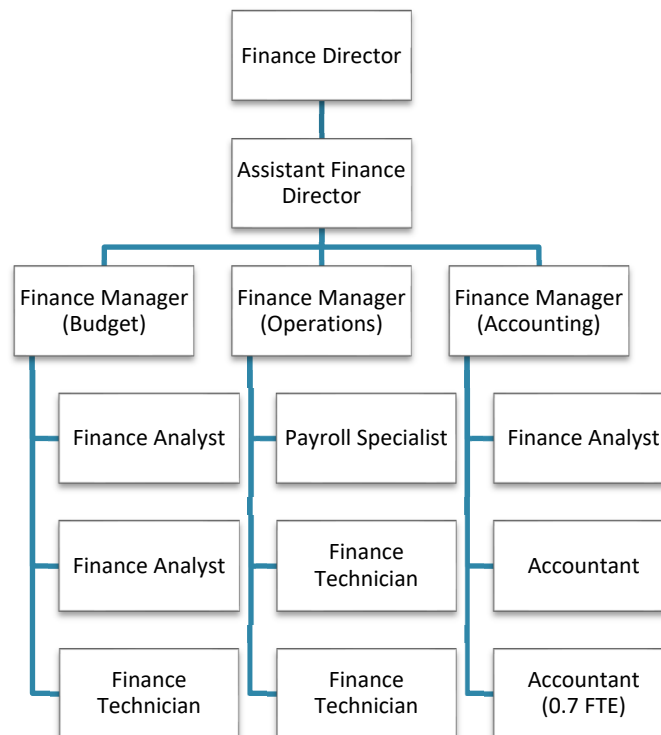 Finance Director
Assistant Finance
Director
Finance Manager
(Budget)
Finance Manager
(Operations)
Finance Manager
(Accounting)
Finance Analyst
Payroll Specialist
Finance Analyst
Finance Analyst
Finance
Technician
Accountant
Finance
Technician
Finance
Technician
Accountant
(0.7 FTE)